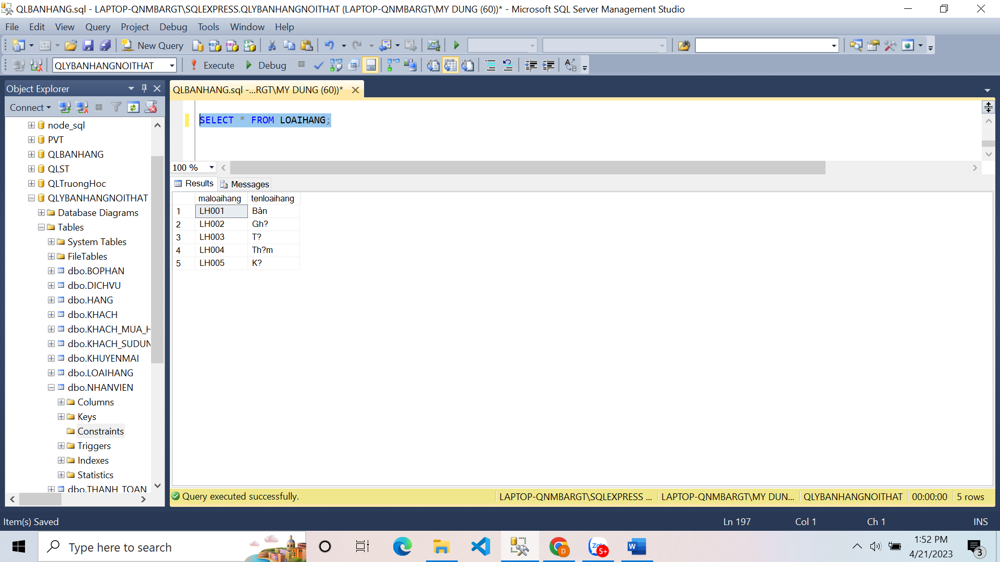 QLBANHANG.sql - LAPTOP-QNMBARGT\SQLEXPRESS.QLYBANHANGNOITHAT (LAPTOP-QNMBARGT\MY DUNG (60))* - Microsoft SQL Server Management Studio
File Edit View Query Project Debug Tools Window Help
New Query
QLYBANHANGNOITHAT Execute Debug
Object Explorer
QLBANHANG.sql -...RGT\MY DUNG (60))*
Connect
node_sql
PVT
QLBANHANG
QLST
QLTruongHoc
QLYBANHANGNOITHAT
Database Diagrams
Tables
System Tables
FileTables
dbo.BOPHAN
dbo.DICHVU
dbo.HANG
dbo.KHACH
dbo.KHACH_MUA_H
dbo.KHACH_SUDUN
dbo.KHUYENMAI
dbo.LOAIHANG
dbo.NHANVIEN
Columns
Keys
Constraints
Triggers
Indexes
Statistics
dbo.THANH_TOAN
SELECT * FROM LOAIHANG;
100 %
Results Messages
maloaihang tenloaihang
1 LH001 Bàn
2 LH002 Gh?
3 LH003 T?
4 LH004 Th?m
5 LH005 K?
Query executed successfully. LAPTOP-QNMBARGT\SQLEXPRESS ... LAPTOP-QNMBARGT\MY DUN... QLYBANHANGNOITHAT 00:00:00 5 rows
Item(s) Saved Ln 197 Col 1 Ch 1 INS
Type here to search
D
Zalo
5+
W
1:52 PM
4/21/2023
3